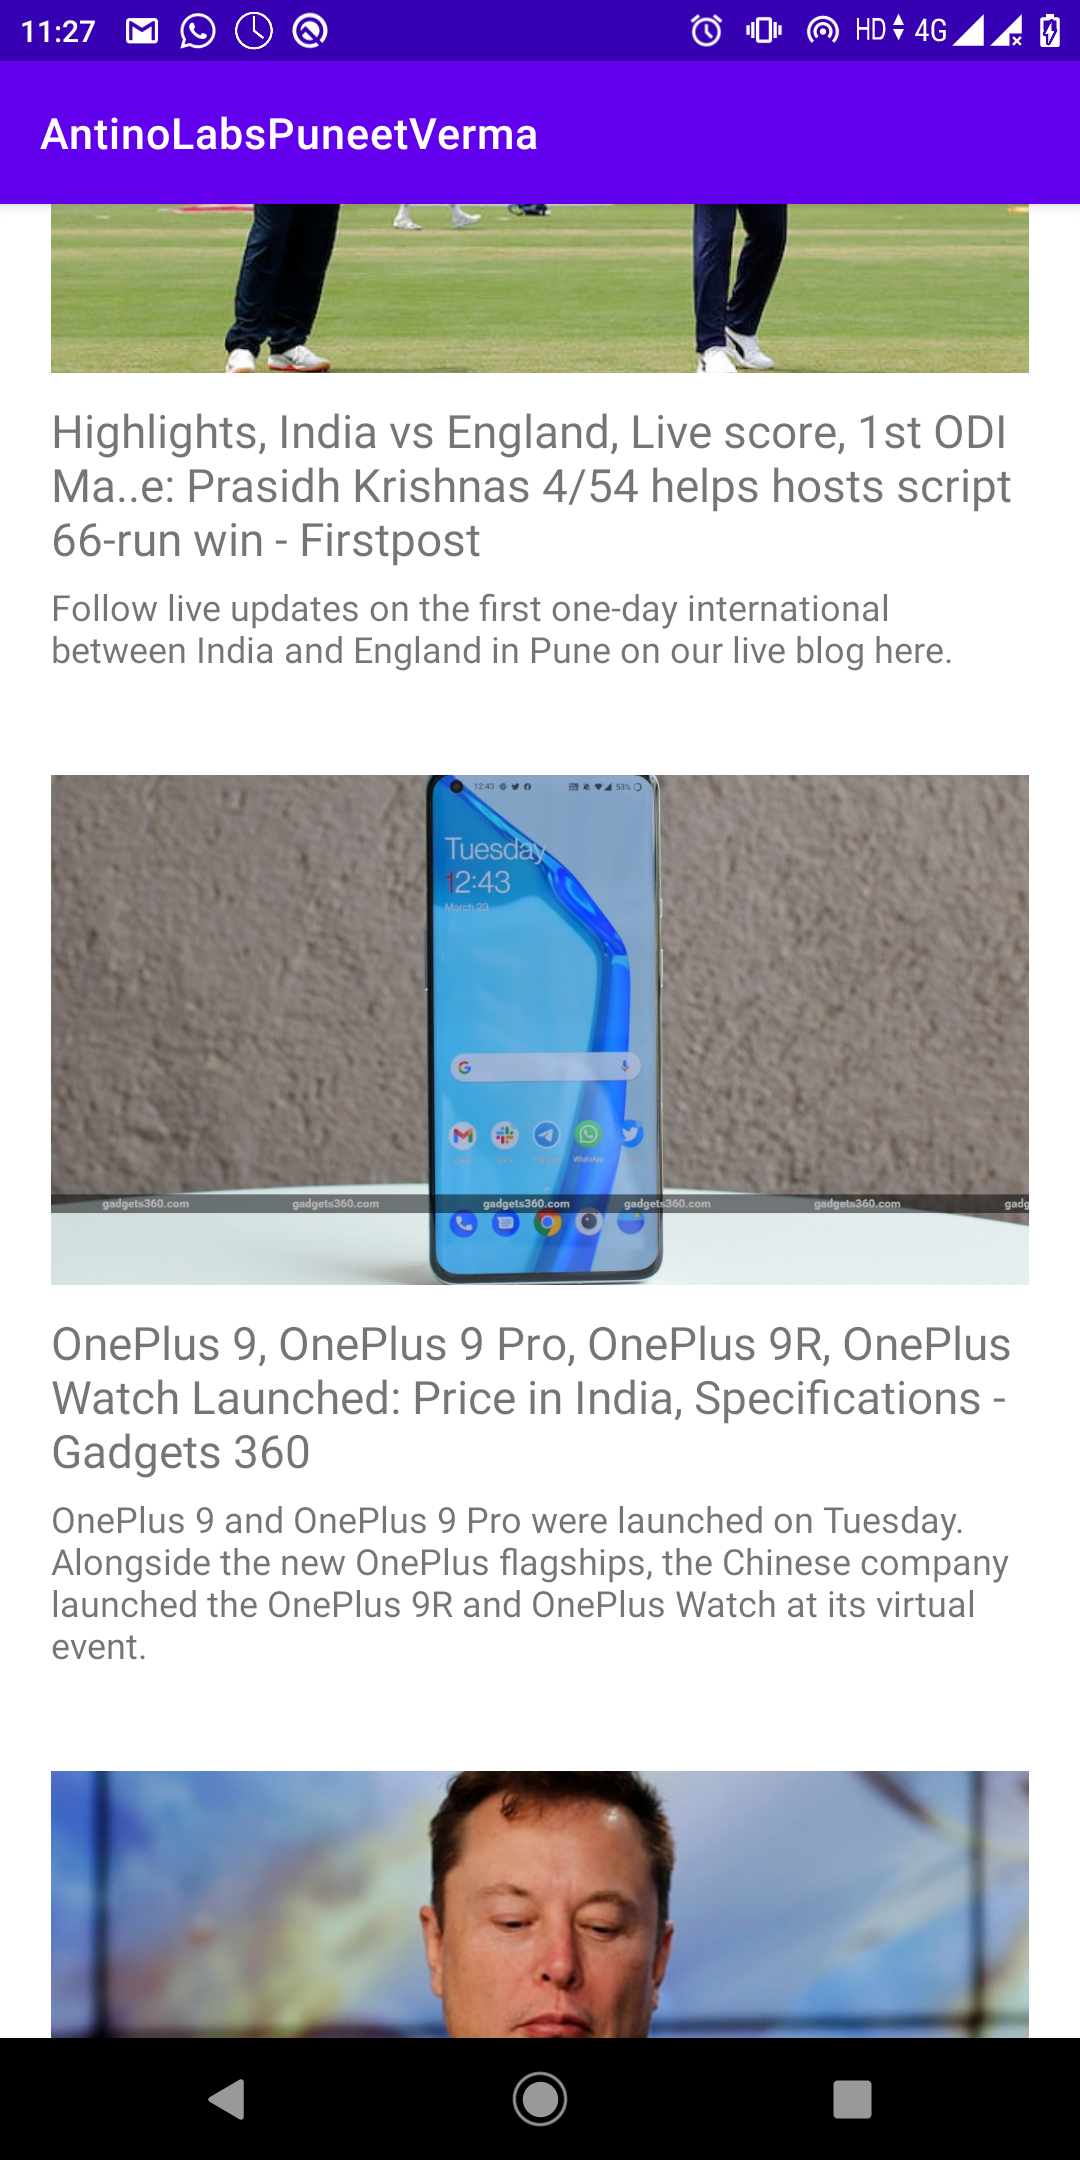 11:27
HD 4G
AntinoLabsPuneetVerma
Highlights, India vs England, Live score, 1st ODI
Ma..e: Prasidh Krishnas 4/54 helps hosts script
66-run win - Firstpost
Follow live updates on the first one-day international
between India and England in Pune on our live blog here.
12:43 53%
Tuesday
12:43
March 23
WhatsApp
gadgets360.com gadgets360.com gadgets360.com gadgets360.com gadgets360.com gadg
OnePlus 9, OnePlus 9 Pro, OnePlus 9R, OnePlus
Watch Launched: Price in India, Specifications -
Gadgets 360
OnePlus 9 and OnePlus 9 Pro were launched on Tuesday.
Alongside the new OnePlus flagships, the Chinese company
launched the OnePlus 9R and OnePlus Watch at its virtual
event.